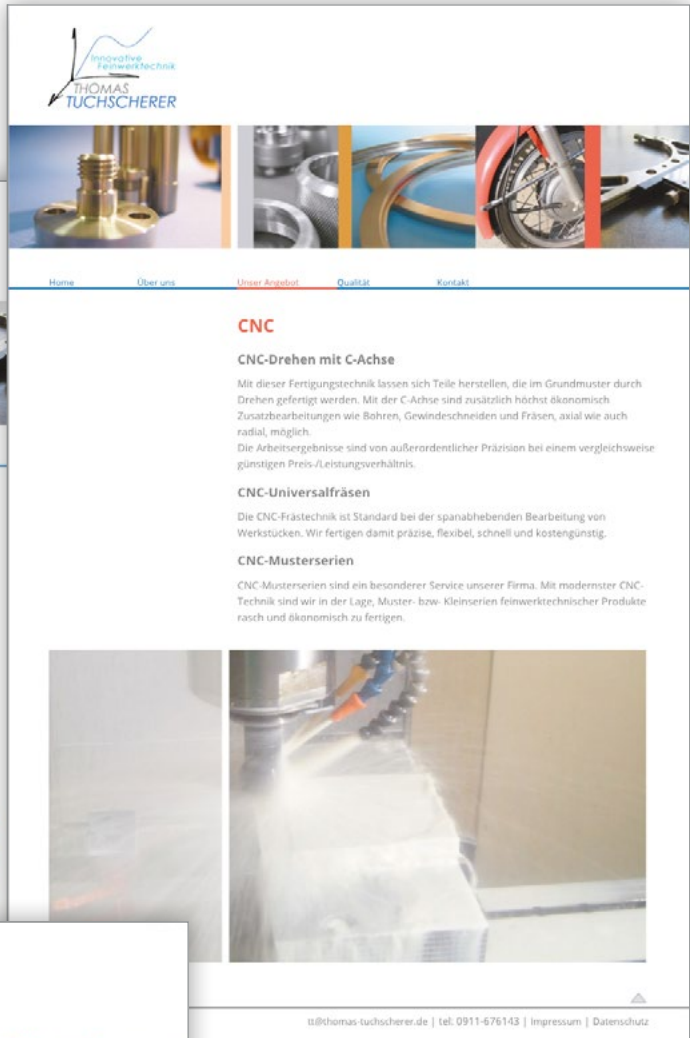 Innovative
Feinwerktechnik
THOMAS
TUCHSCHERER
Home Über uns Unser Angebot Qualität Kontakt
CNC
CNC-Drehen mit C-Achse
Mit dieser Fertigungstechnik lassen sich Teile herstellen, die im Grundmuster durch
Drehen gefertigt werden. Mit der C-Achse sind zusätzlich höchst ökonomisch
Zusatzbearbeitungen wie Bohren, Gewindeschneiden und Fräsen, axial wie auch
radial, möglich.
Die Arbeitsergebnisse sind von außerordentlicher Präzision bei einem vergleichsweise
günstigen Preis-/Leistungsverhältnis.
CNC-Universalfräsen
Die CNC-Frästechnik ist Standard bei der spanabhebenden Bearbeitung von
Werkstücken. Wir fertigen damit präzise, flexibel, schnell und kostengünstig.
CNC-Musterserien
CNC-Musterserien sind ein besonderer Service unserer Firma. Mit modernster CNC-
Technik sind wir in der Lage, Muster- bzw- Kleinserien feinwerktechnischer Produkte
rasch und ökonomisch zu fertigen.
tt@thomas-tuchscherer.de | tel: 0911-676143 | Impressum | Datenschutz